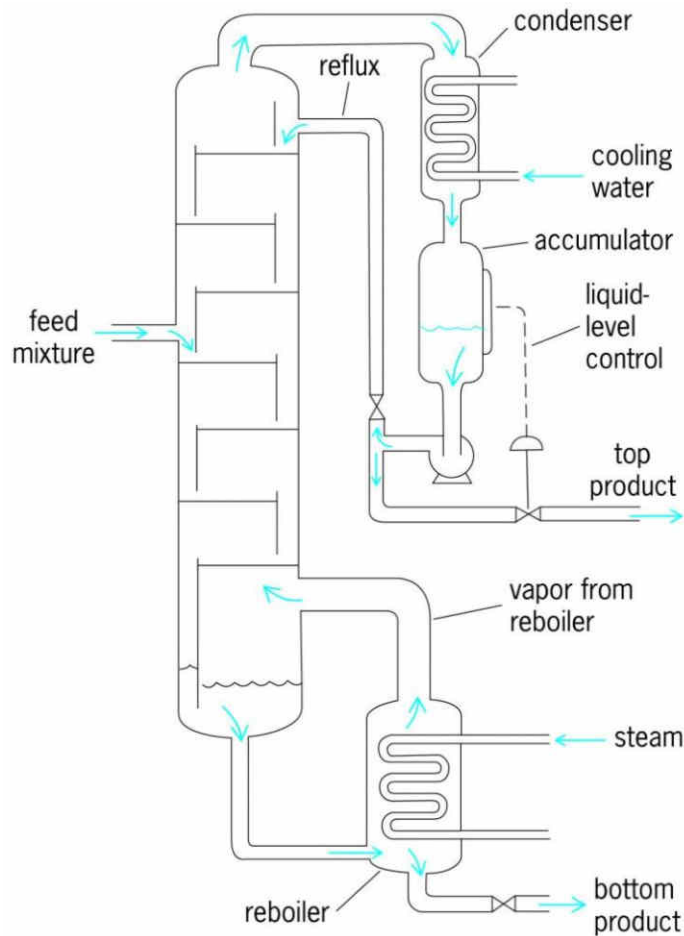 condenser
reflux
cooling
water
accumulator
liquid-
level
control
feed
mixture
top
product
vapor from
reboiler
steam
reboiler
bottom
product